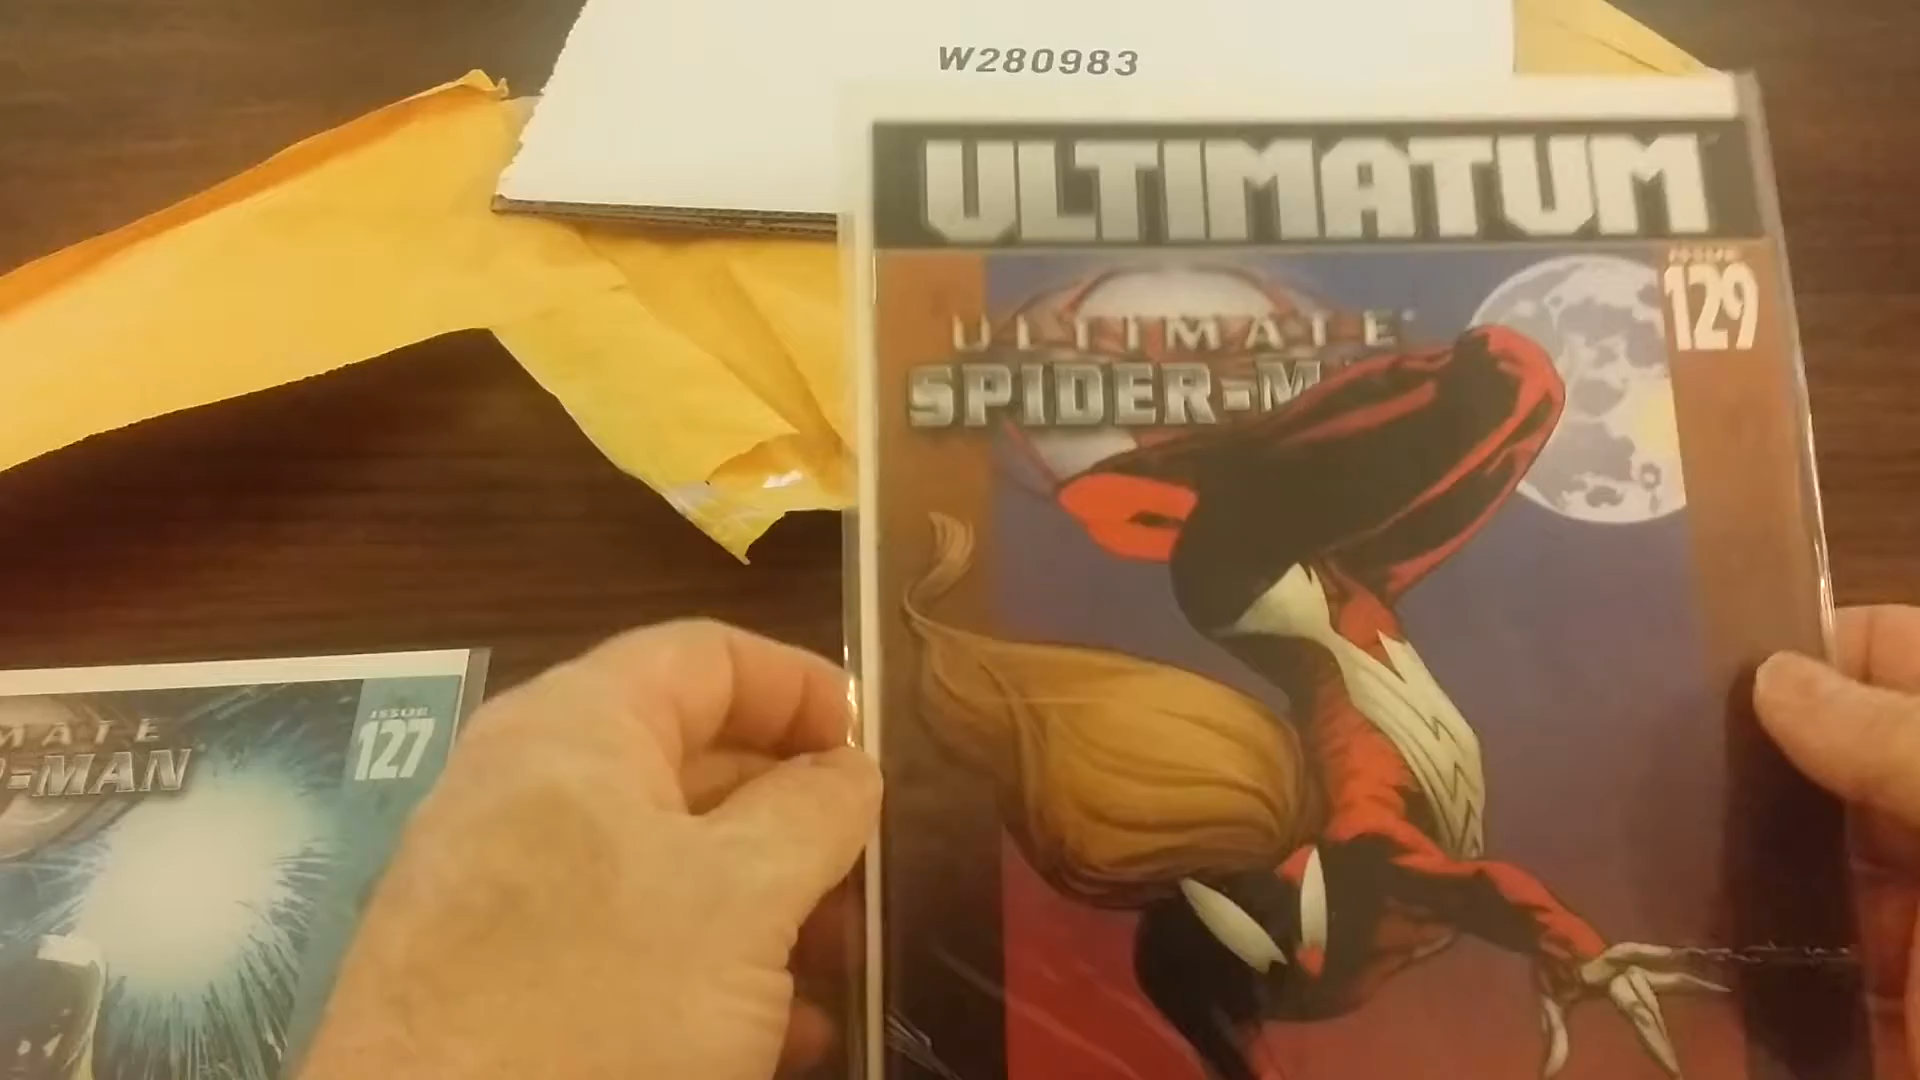 W280983
ULTIMATUM
ISSUE
129
ULTIMATE
SPIDER-M
MATE
-MAN
ISSUE
127